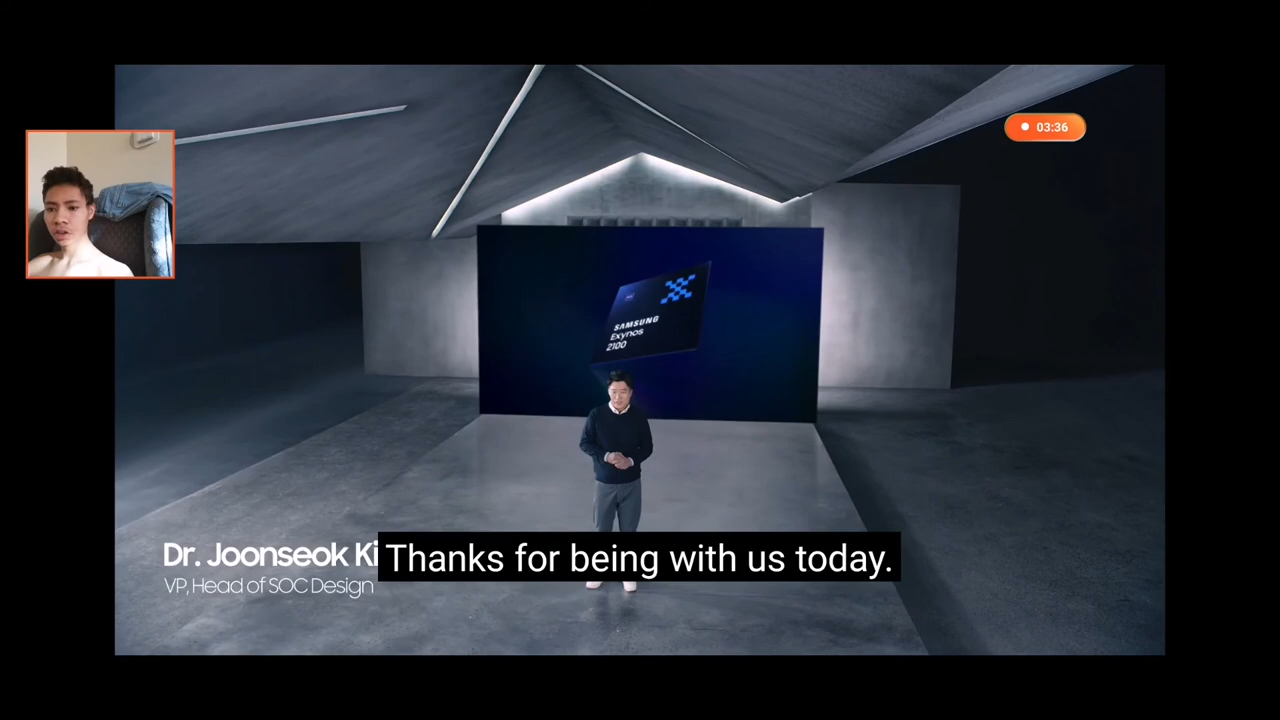 03:36
SAMSUNG
Exynos
2100
Dr. Joonseok Ki
Thanks for being with us today.
VP, Head of SOC Design